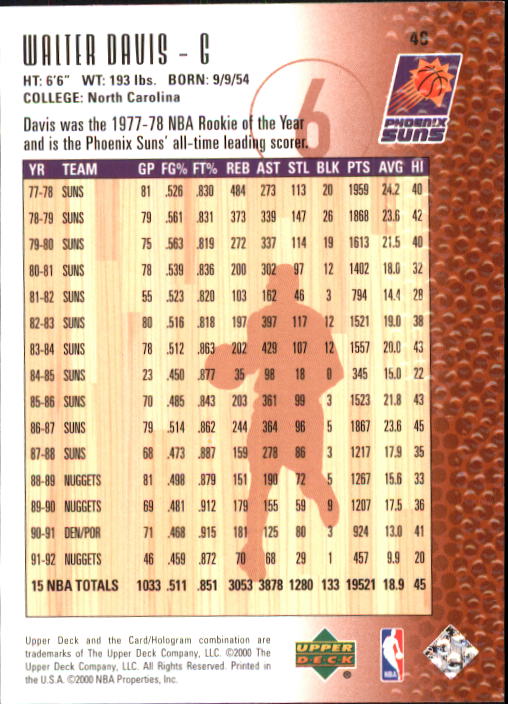 WALTER DAVIS - G
46
HT: 6'6" WT: 193 lbs. BORN: 9/9/54
COLLEGE: North Carolina
6
PHOENIX
SUNS
Davis was the 1977-78 NBA Rookie of the Year
and is the Phoenix Suns' all-time leading scorer.
YR TEAM GP FG% FT% REB AST STL BLK PTS AVG HI
77-78 SUNS 81 .526 .830 484 273 113 20 1959 24.2 40
78-79 SUNS 79 .561 .831 373 339 147 26 1868 23.6 42
79-80 SUNS 75 .563 .819 272 337 114 19 1613 21.5 40
80-81 SUNS 78 .539 .836 200 302 97 12 1402 18.0 32
81-82 SUNS 55 .523 .820 103 162 46 3 794 14.4 28
82-83 SUNS 80 .516 .818 197 397 117 12 1521 19.0 38
83-84 SUNS 78 .512 .863 202 429 107 12 1557 20.0 43
84-85 SUNS 23 .450 .877 35 98 18 0 345 15.0 22
85-86 SUNS 70 .485 .843 203 361 99 3 1523 21.8 43
86-87 SUNS 79 .514 .862 244 364 96 5 1867 23.6 45
87-88 SUNS 68 .473 .887 159 278 86 3 1217 17.9 35
88-89 NUGGETS 81 .498 .879 151 190 72 5 1267 15.6 33
89-90 NUGGETS 69 .481 .912 179 155 59 9 1207 17.5 36
90-91 DEN/POR 71 .468 .915 181 125 80 3 924 13.0 41
91-92 NUGGETS 46 .459 .872 70 68 29 1 457 9.9 20
15 NBA TOTALS 1033 .511 .851 3053 3878 1280 133 19521 18.9 45
Upper Deck and the Card/Hologram combination are
trademarks of The Upper Deck Company, LLC. ©2000 The
Upper Deck Company, LLC. All Rights Reserved. Printed in
the U.S.A. ©2000 NBA Properties, Inc.
UPPER
DECK
®
NBA